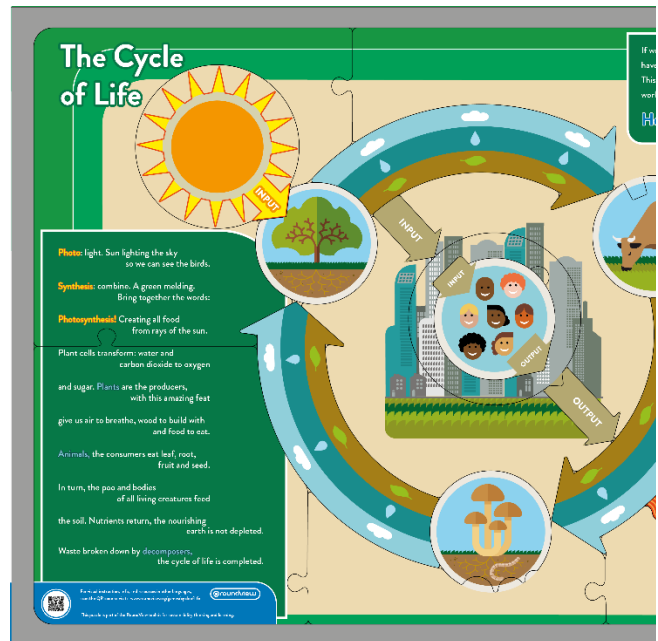 The Cycle
of Life
If w
hav
This
worl
H
INPUT
INPUT
INPUT
OUTPUT
OUTPUT
Photo: light. Sun lighting the sky
so we can see the birds.
Synthesis: combine. A green melding.
Bring together the words:
Photosynthesis! Creating all food
from rays of the sun.
Plant cells transform: water and
carbon dioxide to oxygen
and sugar. Plants are the producers,
with this amazing feat
give us air to breathe, wood to build with
and food to eat.
Animals, the consumers eat leaf, root,
fruit and seed.
In turn, the poo and bodies
of all living creatures feed
the soil. Nutrients return, the nourishing
earth is not depleted.
Waste broken down by decomposers,
the cycle of life is completed.